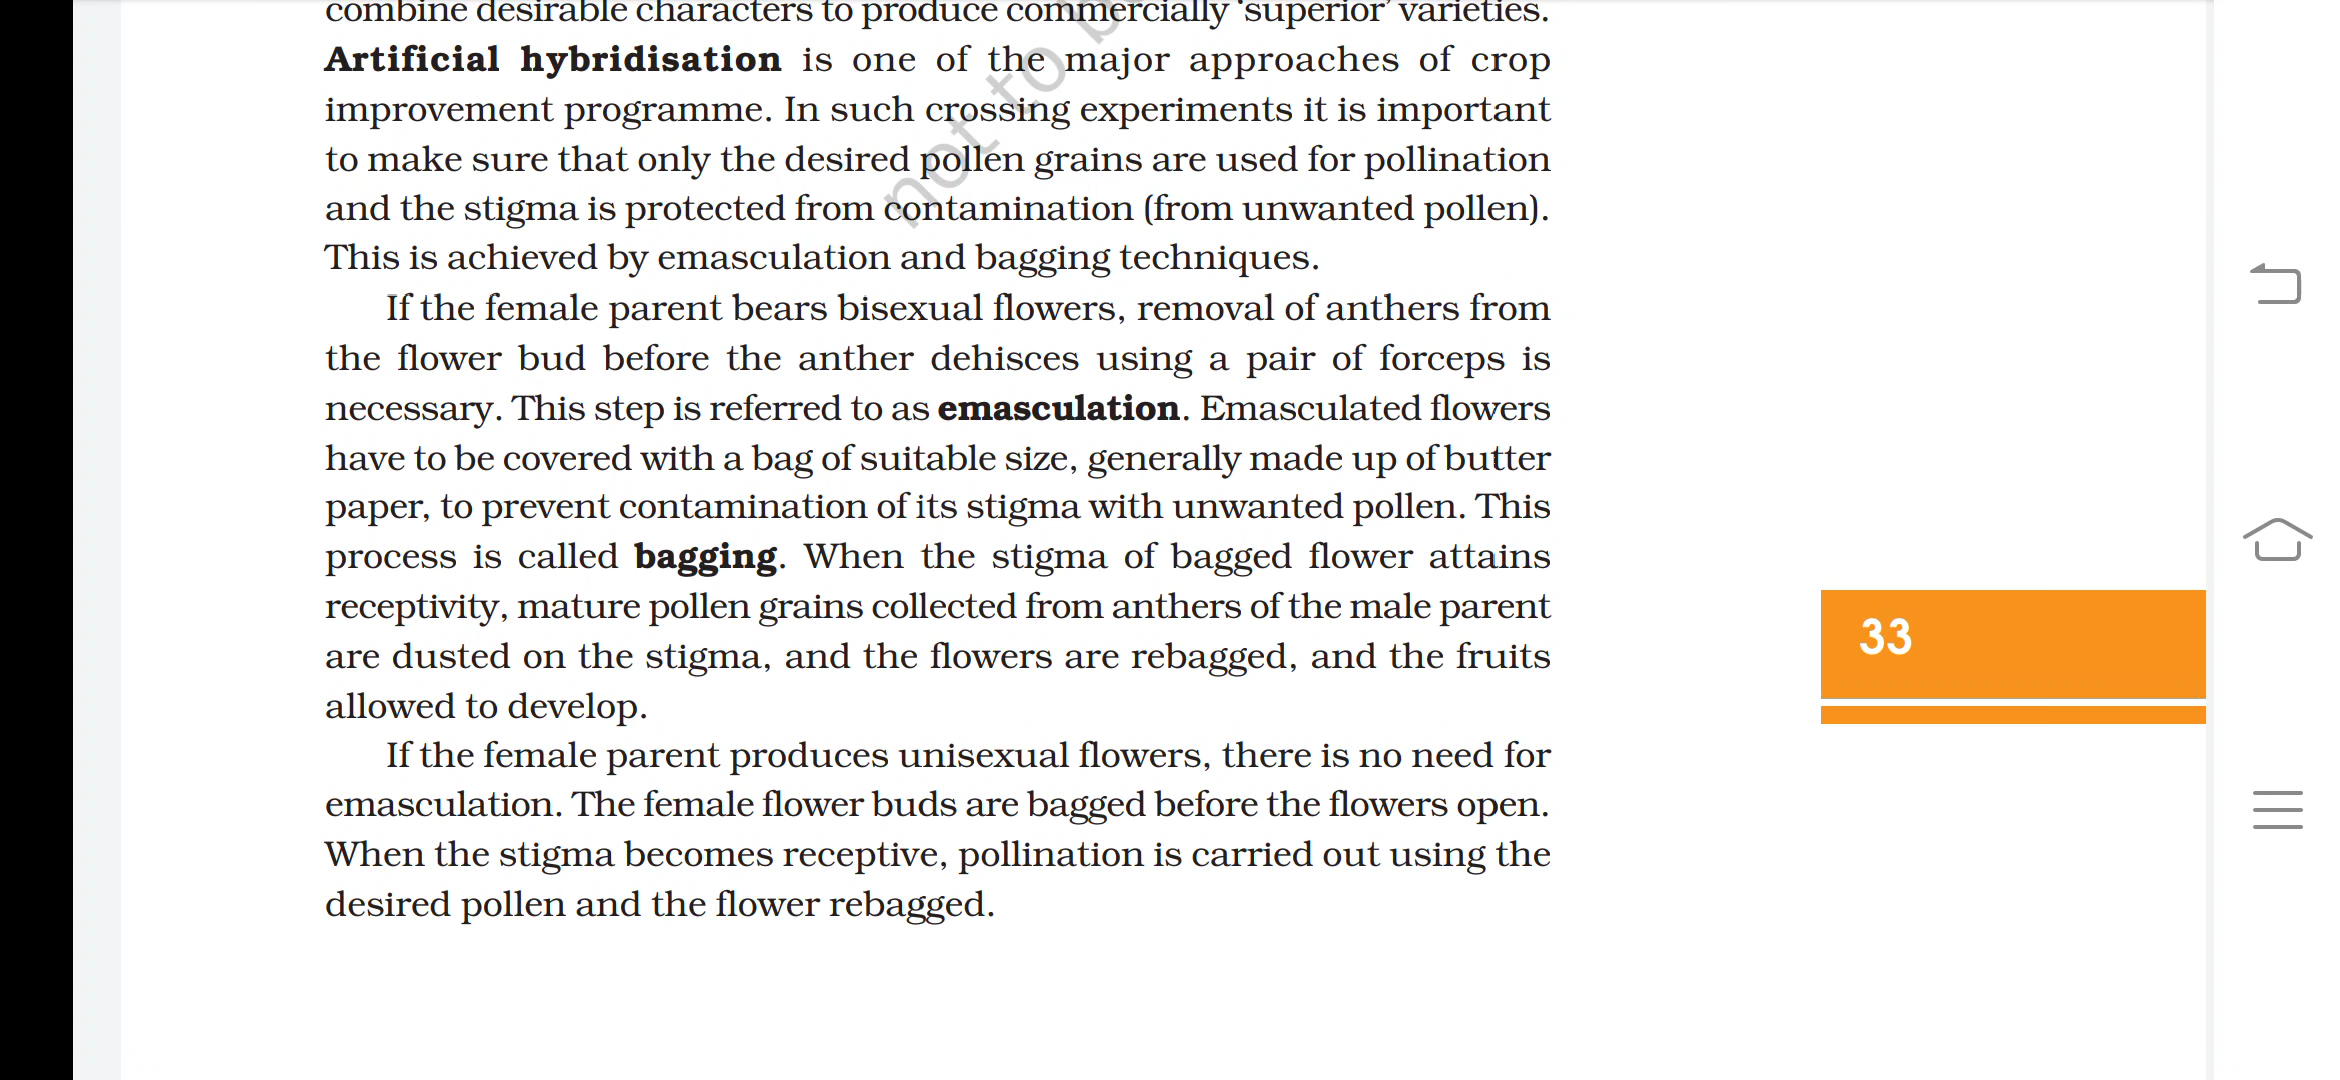 combine desirable characters to produce commercially 'superior' varieties.
Artificial hybridisation is one of the major approaches of crop
improvement programme. In such crossing experiments it is important
to make sure that only the desired pollen grains are used for pollination
and the stigma is protected from contamination (from unwanted pollen).
This is achieved by emasculation and bagging techniques.
If the female parent bears bisexual flowers, removal of anthers from
the flower bud before the anther dehisces using a pair of forceps is
necessary. This step is referred to as emasculation. Emasculated flowers
have to be covered with a bag of suitable size, generally made up of butter
paper, to prevent contamination of its stigma with unwanted pollen. This
process is called bagging. When the stigma of bagged flower attains
receptivity, mature pollen grains collected from anthers of the male parent
are dusted on the stigma, and the flowers are rebagged, and the fruits
allowed to develop.
If the female parent produces unisexual flowers, there is no need for
emasculation. The female flower buds are bagged before the flowers open.
When the stigma becomes receptive, pollination is carried out using the
desired pollen and the flower rebagged.
33
not to b